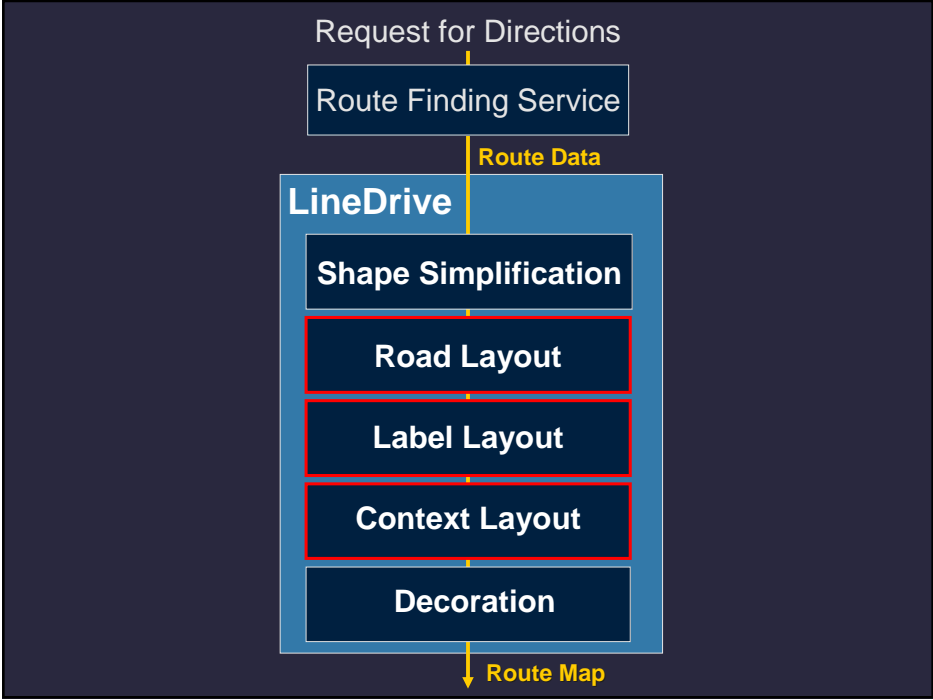 Request for Directions
Route Finding Service
Route Data
LineDrive
Shape Simplification
Road Layout
Label Layout
Context Layout
Decoration
Route Map